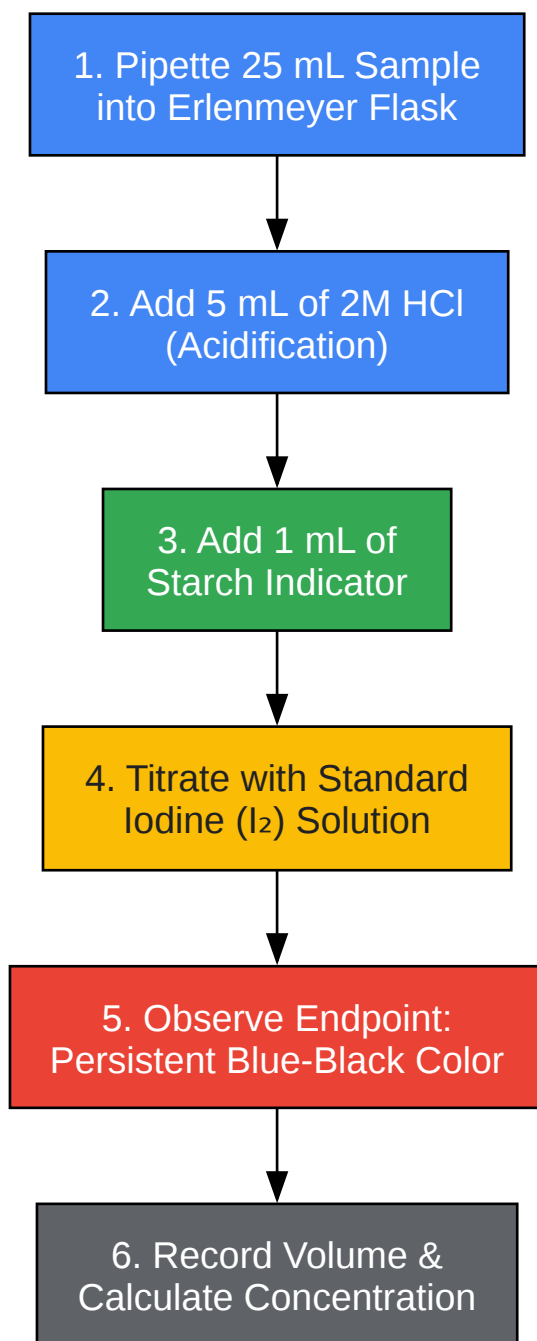 1. Pipette 25 mL Sample
into Erlenmeyer Flask
2. Add 5 mL of 2M HCl
(Acidification)
3. Add 1 mL of
Starch Indicator
4. Titrate with Standard
Iodine (I₂) Solution
5. Observe Endpoint:
Persistent Blue-Black Color
6. Record Volume &
Calculate Concentration